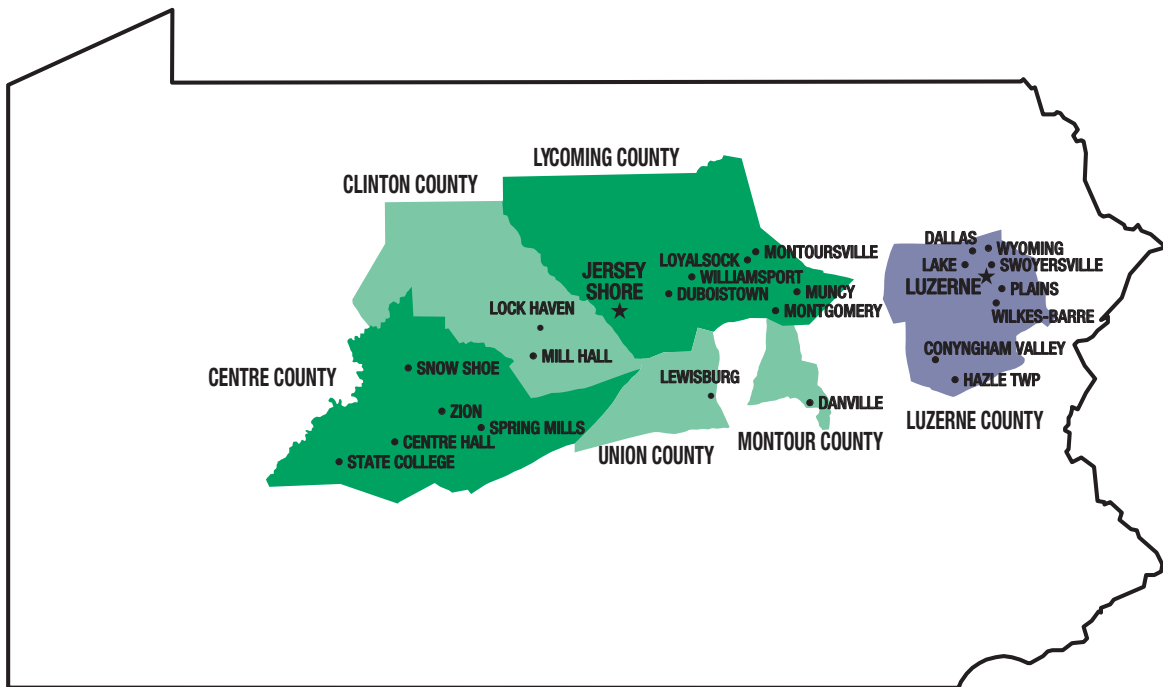 LYCOMING COUNTY
CLINTON COUNTY
DALLAS
WYOMING
MONTOURSVILLE
LOYALSOCK
LAKE
SWOYERSVILLE
JERSEY
SHORE
WILLIAMSPORT
LUZERNE
PLAINS
DUBOISTOWN
MUNCY
MONTGOMERY
WILKES-BARRE
LOCK HAVEN
MILL HALL
CONYNGHAM VALLEY
SNOW SHOE
CENTRE COUNTY
LEWISBURG
HAZLE TWP
DANVILLE
ZION
LUZERNE COUNTY
SPRING MILLS
CENTRE HALL
MONTOUR COUNTY
UNION COUNTY
STATE COLLEGE